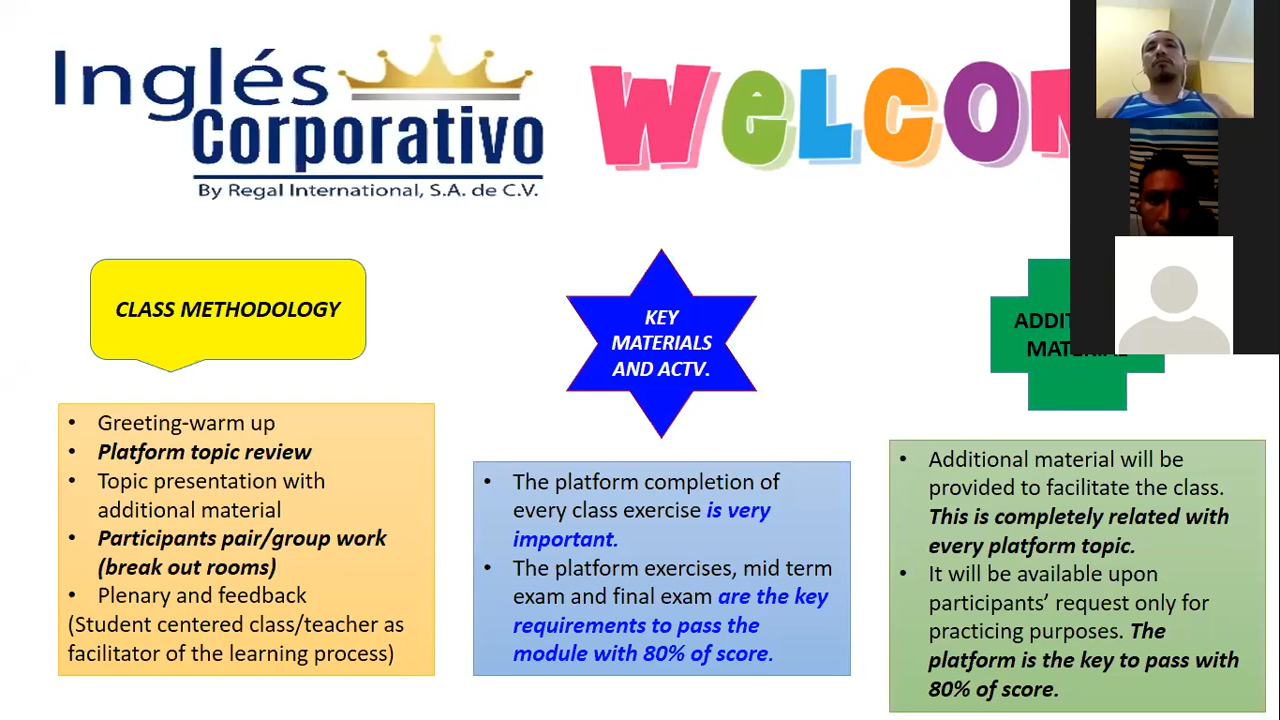 Inglés
Corporativo
By Regal International, S.A. de C.V.
WELCO
CLASS METHODOLOGY
• Greeting-warm up
• Platform topic review
• Topic presentation with
additional material
• Participants pair/group work
(break out rooms)
• Plenary and feedback
(Student centered class/teacher as
facilitator of the learning process)
KEY
MATERIALS
AND ACTV.
• The platform completion of
every class exercise is very
important.
• The platform exercises, mid term
exam and final exam are the key
requirements to pass the
module with 80% of score.
ADDIT
MATERIAL
• Additional material will be
provided to facilitate the class.
This is completely related with
every platform topic.
• It will be available upon
participants’ request only for
practicing purposes. The
platform is the key to pass with
80% of score.